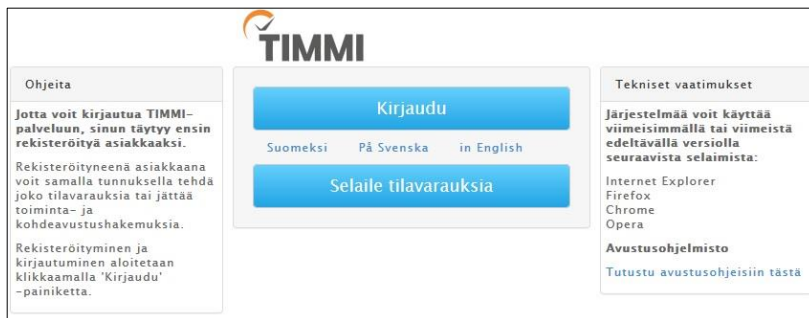 TIMMI
Ohjeita
Jotta voit kirjautua TIMMI-
palveluun, sinun täytyy ensin
rekisteröityä asiakkaaksi.
Rekisteröityneenä asiakkaana
voit samalla tunnuksella tehdä
joko tilavarauksia tai jättää
toiminta- ja
kohdeavustushakemuksia.
Rekisteröityminen ja
kirjautuminen aloitetaan
klikkaamalla 'Kirjaudu'
-painiketta.
Kirjaudu
Suomeksi På Svenska in English
Selaile tilavarauksia
Tekniset vaatimukset
Järjestelmää voit käyttää
viimeisimmällä tai viimeistä
edeltävällä versiolla
seuraavista selaimista:
Internet Explorer
Firefox
Chrome
Opera
Avustusohjelmisto
Tutustu avustusohjeisiin tästä